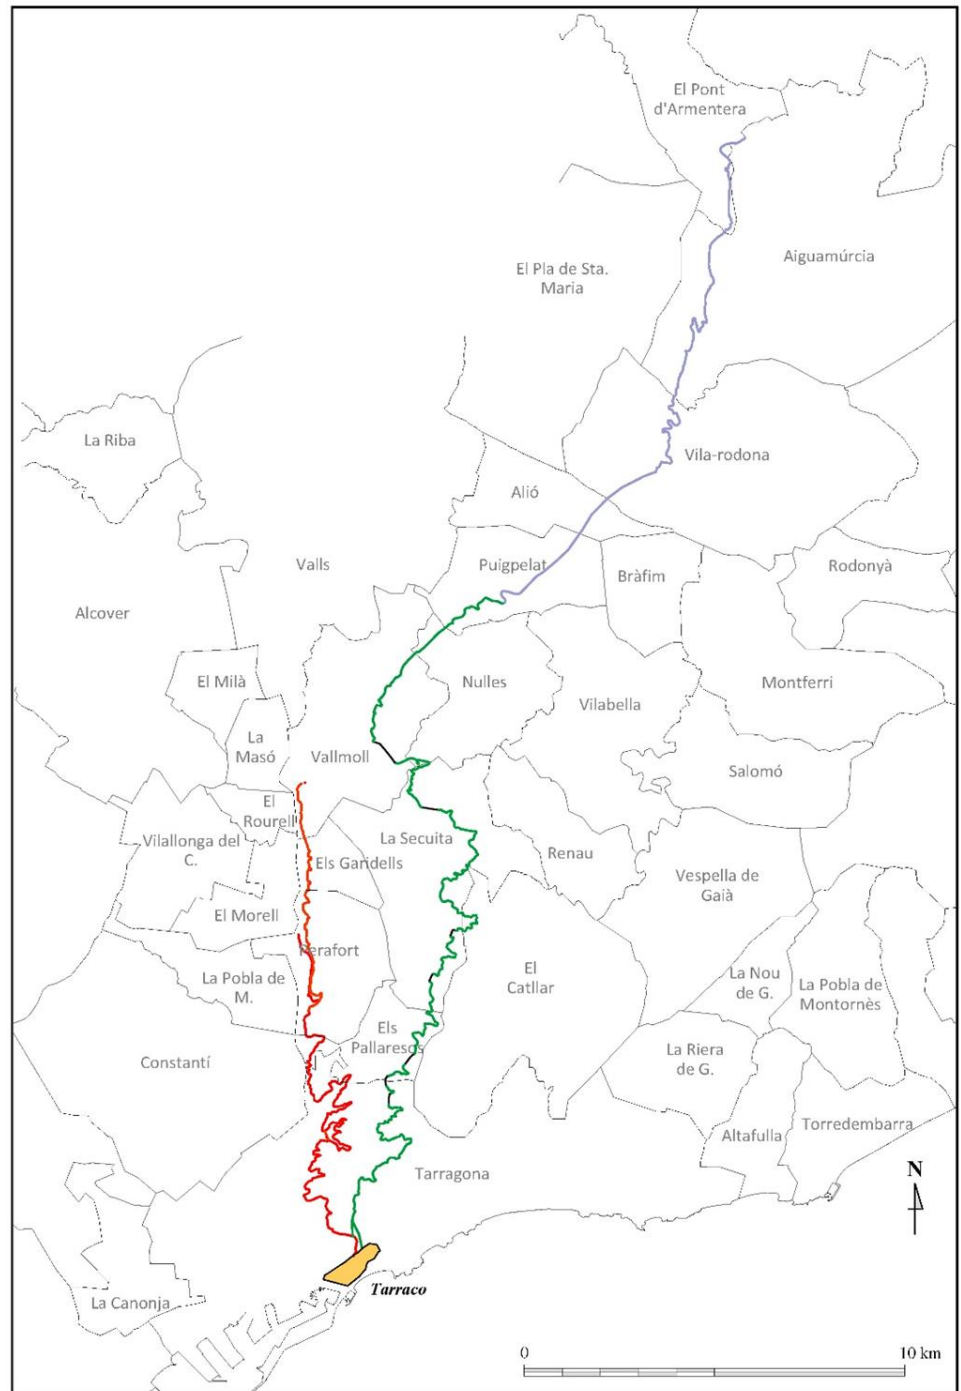 El Pont
d'Armentera
Aiguamúrcia
El Pla de Sta.
Maria
La Riba
Vila-rodona
Alió
Valls
Puigpelat
Bràfim
Rodonyà
Alcover
El Milà
Nulles
Vilabella
Montferri
La
Masó
Vallmoll
Salomó
El
Rourell
Vilallonga del
C.
La Secuita
Els Garidells
Renau
Vespella de
Gaià
El Morell
Perafort
La Pobla de
M.
El
Catllar
La Nou
de G.
La Pobla de
Montornès
Els
Pallaresos
Constantí
La Riera
de G.
Altafulla
Torredembarra
Tarragona
N
Tarraco
La Canonja
0
10 km